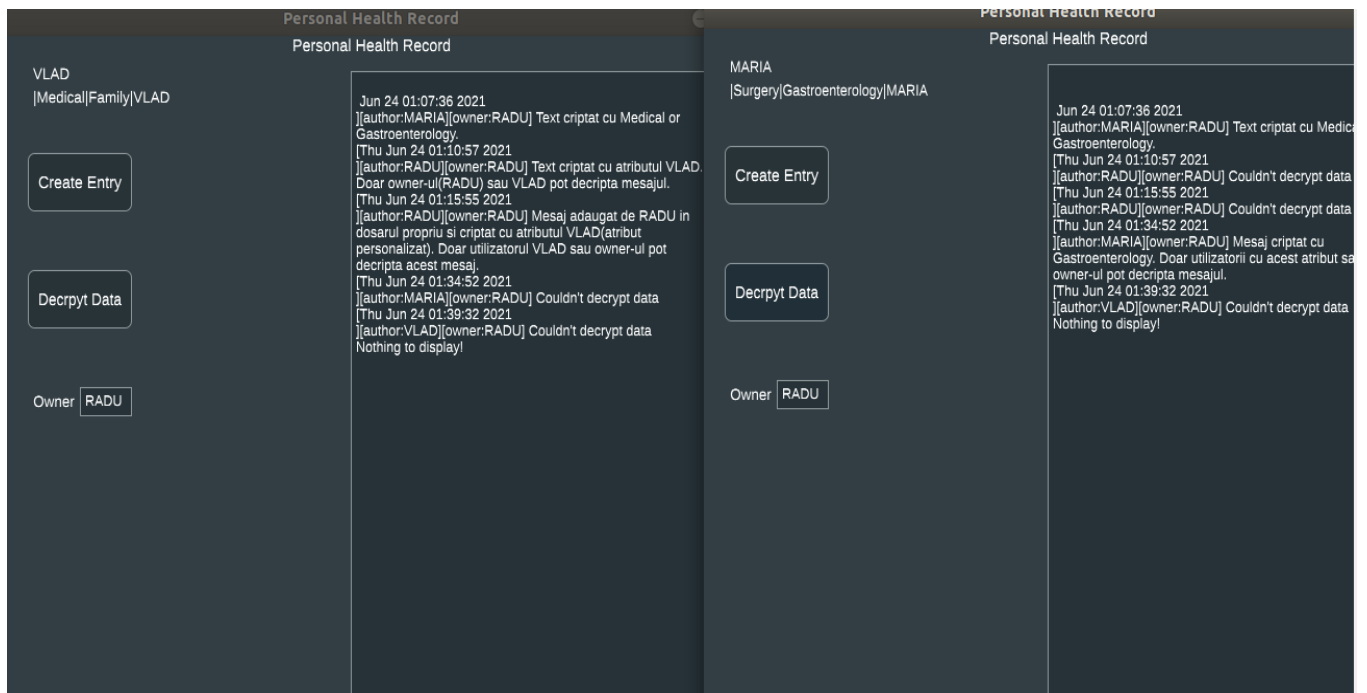 Personal Health Record
Personal Health Record
VLAD
|Medical|Family|VLAD
Create Entry
Decrpyt Data
Owner RADU
Jun 24 01:07:36 2021
][author:MARIA][owner:RADU] Text criptat cu Medical or
Gastroenterology.
[Thu Jun 24 01:10:57 2021
][author:RADU][owner:RADU] Text criptat cu atributul VLAD.
Doar owner-ul(RADU) sau VLAD pot decripta mesajul.
[Thu Jun 24 01:15:55 2021
][author:RADU][owner:RADU] Mesaj adaugat de RADU in
dosarul propriu si criptat cu atributul VLAD(atribut
personalizat). Doar utilizatorul VLAD sau owner-ul pot
decripta acest mesaj.
[Thu Jun 24 01:34:52 2021
][author:MARIA][owner:RADU] Couldn't decrypt data
[Thu Jun 24 01:39:32 2021
][author:VLAD][owner:RADU] Couldn't decrypt data
Nothing to display!
Personal Health Record
Personal Health Record
MARIA
|Surgery|Gastroenterology|MARIA
Create Entry
Decrpyt Data
Owner RADU
Jun 24 01:07:36 2021
][author:MARIA][owner:RADU] Text criptat cu Medica
Gastroenterology.
[Thu Jun 24 01:10:57 2021
][author:RADU][owner:RADU] Couldn't decrypt data
[Thu Jun 24 01:15:55 2021
][author:RADU][owner:RADU] Couldn't decrypt data
[Thu Jun 24 01:34:52 2021
][author:MARIA][owner:RADU] Mesaj criptat cu
Gastroenterology. Doar utilizatorii cu acest atribut sa
owner-ul pot decripta mesajul.
[Thu Jun 24 01:39:32 2021
][author:VLAD][owner:RADU] Couldn't decrypt data
Nothing to display!